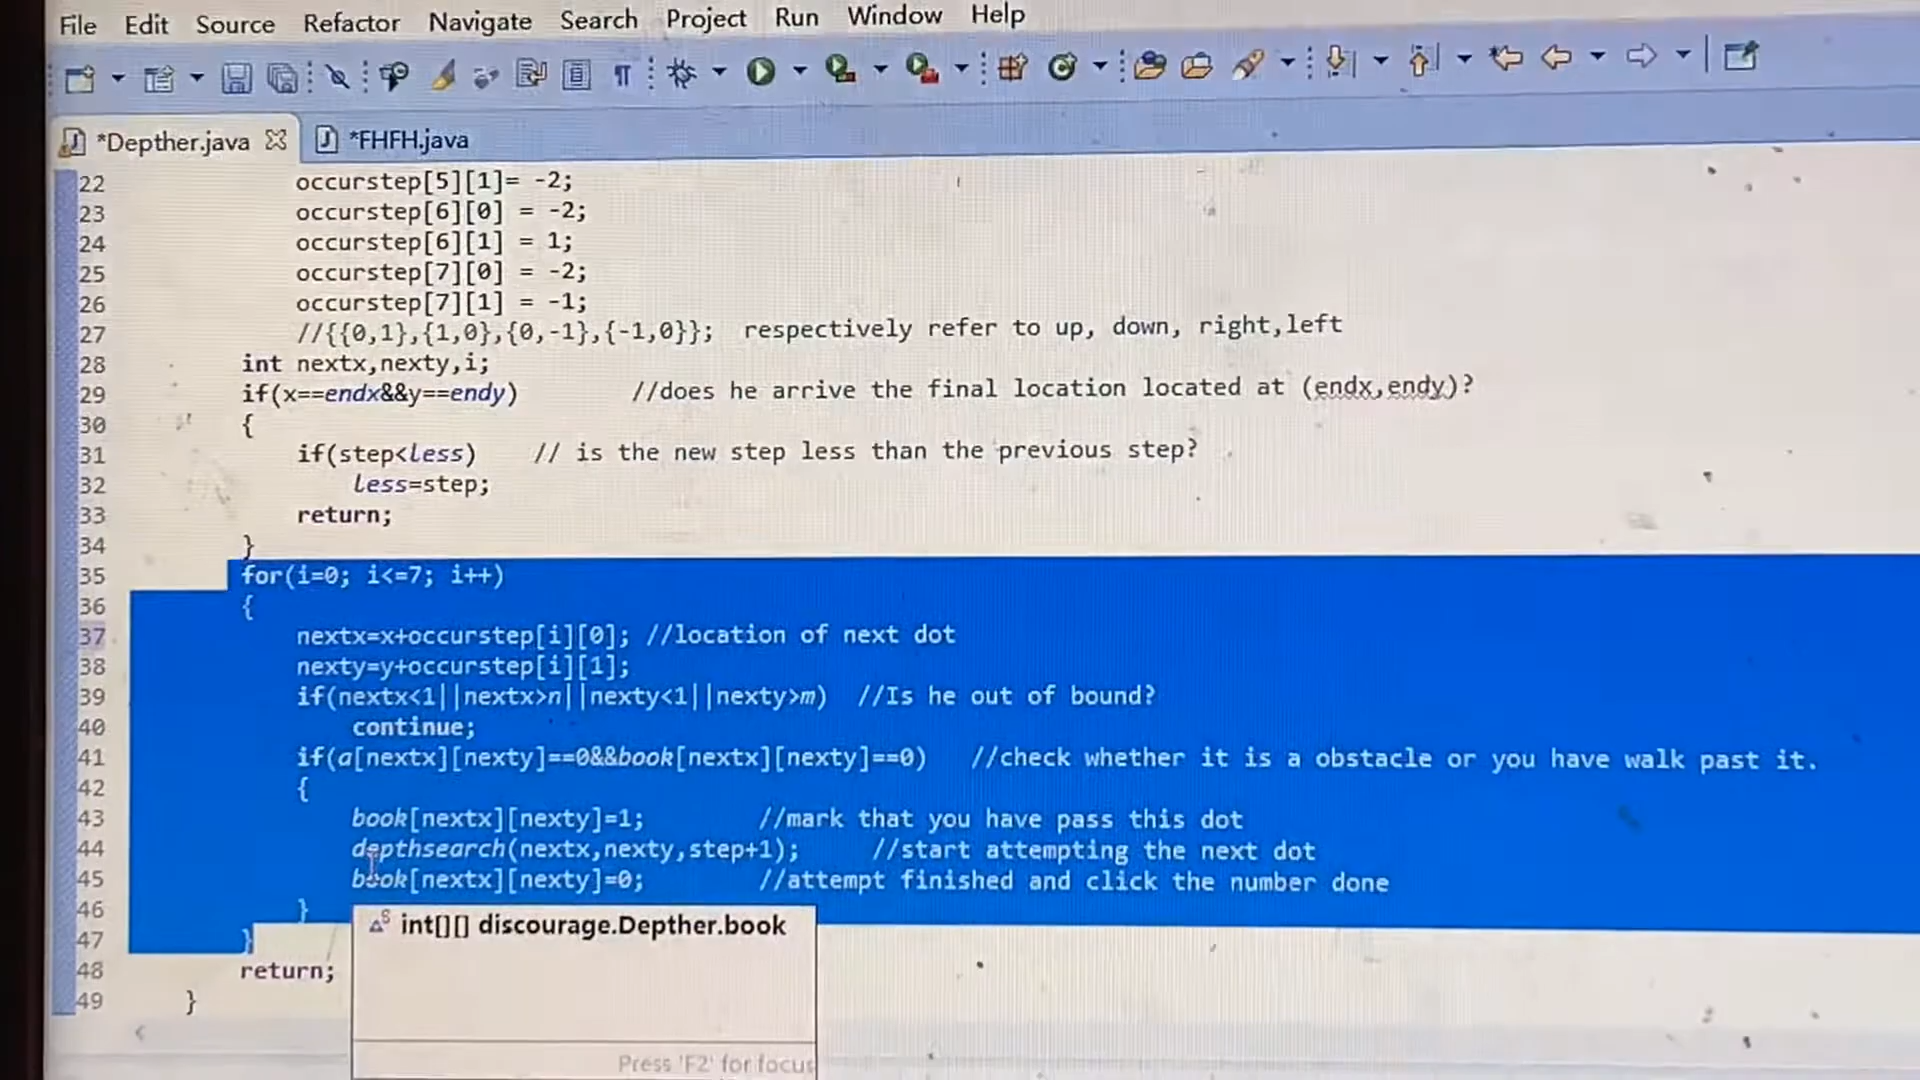 File Edit Source Refactor Navigate Search Project Run Window Help
*Depther.java *FHFH.java
22 occurstep[5][1]= -2;
23 occurstep[6][0] = -2;
24 occurstep[6][1] = 1;
25 occurstep[7][0] = -2;
26 occurstep[7][1] = -1;
27 //{{0,1},{1,0},{0,-1},{-1,0}}; respectively refer to up, down, right,left
28 int nextx,nexty,i;
29 if(x==endx&&y==endy) //does he arrive the final location located at (endx,endy)?
30 {
31 if(step<less) // is the new step less than the previous step?
32 less=step;
33 return;
34 }
35 for(i=0; i<=7; i++)
36 {
37 nextx=x+occurstep[i][0]; //location of next dot
38 nexty=y+occurstep[i][1];
39 if(nextx<1||nextx>n||nexty<1||nexty>m) //Is he out of bound?
40 continue;
41 if(a[nextx][nexty]==0&&book[nextx][nexty]==0) //check whether it is a obstacle or you have walk past it.
42 {
43 book[nextx][nexty]=1; //mark that you have pass this dot
44 depthsearch(nextx,nexty,step+1); //start attempting the next dot
45 book[nextx][nexty]=0; //attempt finished and click the number done
46 }
int[][] discourage.Depther.book
47 }
48 return;
49 }
Press 'F2' for focus